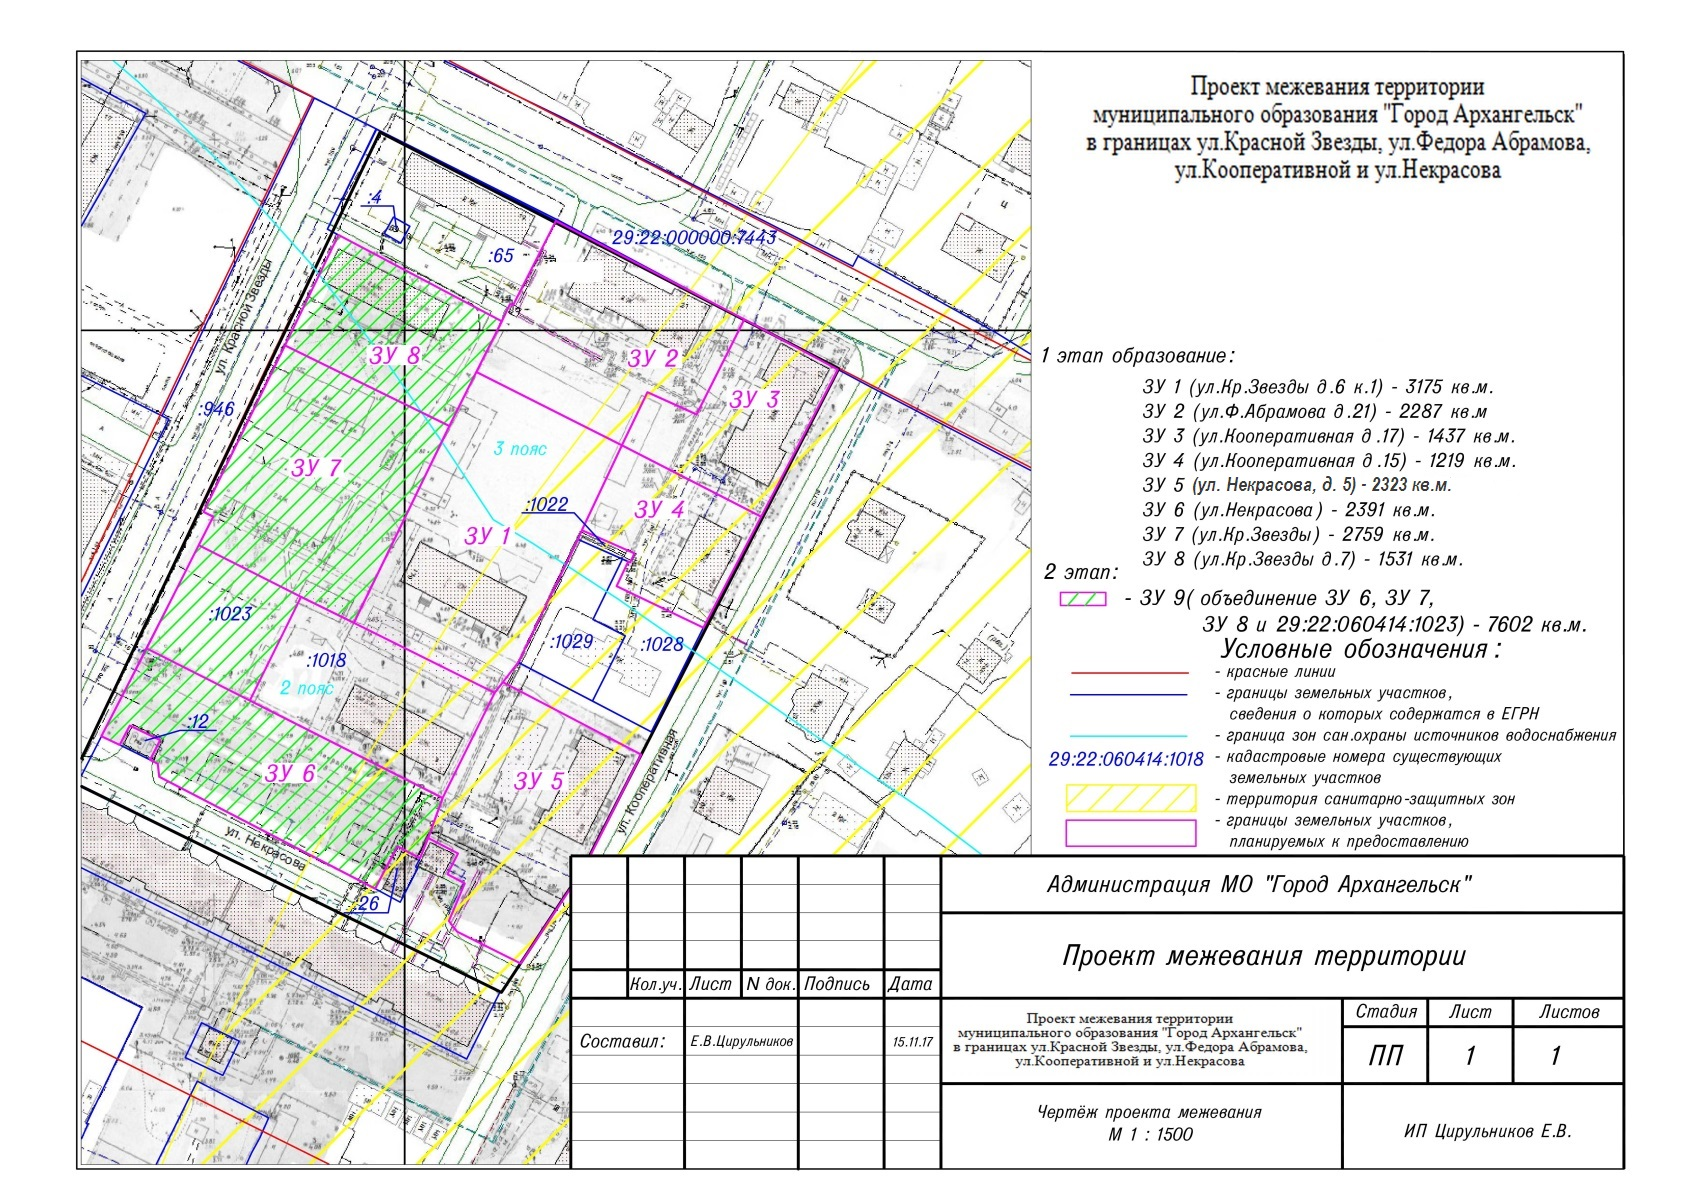 Проект межевания территории
муниципального образования "Город Архангельск"
в границах ул.Красной Звезды, ул.Федора Абрамова,
ул.Кооперативной и ул.Некрасова
:4
29:22:000000:7443
:65
ул. Красной Звезды
ЗУ 8
ЗУ 2
ЗУ 3
:946
3 пояс
ЗУ 7
:1022
ЗУ 4
ЗУ 1
:1023
:1029
:1028
:1018
2 пояс
:12
ЗУ 6
ЗУ 5
ул. Кооперативная
ул. Некрасова
26
1 этап образование:
ЗУ 1 (ул.Кр.Звезды д.6 к.1) - 3175 кв.м.
ЗУ 2 (ул.Ф.Абрамова д.21) - 2287 кв.м
ЗУ 3 (ул.Кооперативная д.17) - 1437 кв.м.
ЗУ 4 (ул.Кооперативная д.15) - 1219 кв.м.
ЗУ 5 (ул. Некрасова, д. 5) - 2323 кв.м.
ЗУ 6 (ул.Некрасова) - 2391 кв.м.
ЗУ 7 (ул.Кр.Звезды) - 2759 кв.м.
ЗУ 8 (ул.Кр.Звезды д.7) - 1531 кв.м.
2 этап:
- ЗУ 9( объединение ЗУ 6, ЗУ 7,
ЗУ 8 и 29:22:060414:1023) - 7602 кв.м.
Условные обозначения:
- красные линии
- границы земельных участков,
сведения о которых содержатся в ЕГРН
- граница зон сан.охраны источников водоснабжения
29:22:060414:1018 - кадастровые номера существующих
земельных участков
- территория санитарно-защитных зон
- границы земельных участков,
планируемых к предоставлению
Администрация МО "Город Архангельск"
Проект межевания территории
Кол.уч. Лист N док. Подпись Дата
Составил: Е.В.Цирульников 15.11.17
Проект межевания территории
муниципального образования "Город Архангельск"
в границах ул.Красной Звезды, ул.Федора Абрамова,
ул.Кооперативной и ул.Некрасова
Стадия Лист Листов
ПП 1 1
Чертёж проекта межевания
М 1 : 1500
ИП Цирульников Е.В.